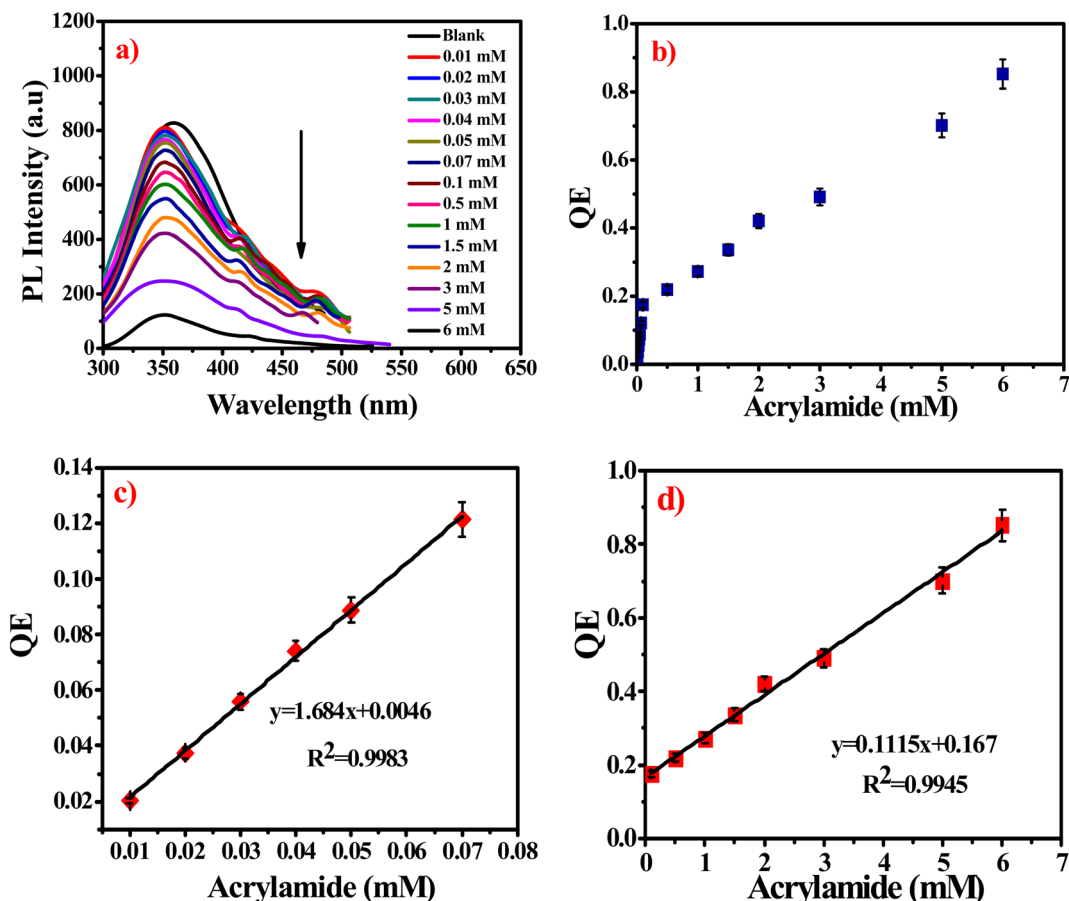 a)
1200
1000
800
600
400
200
0
300 350 400 450 500 550 600 650
PL Intensity (a.u)
Wavelength (nm)
Blank
0.01 mM
0.02 mM
0.03 mM
0.04 mM
0.05 mM
0.07 mM
0.1 mM
0.5 mM
1 mM
1.5 mM
2 mM
3 mM
5 mM
6 mM
b)
1.0
0.8
0.6
0.4
0.2
0.0
0 1 2 3 4 5 6 7
QE
Acrylamide (mM)
c)
0.14
0.12
0.10
0.08
0.06
0.04
0.02
0.01 0.02 0.03 0.04 0.05 0.06 0.07 0.08
QE
Acrylamide (mM)
y=1.684x+0.0046
R²=0.9983
d)
1.0
0.8
0.6
0.4
0.2
0.0
0 1 2 3 4 5 6 7
QE
Acrylamide (mM)
y=0.1115x+0.167
R²=0.9945